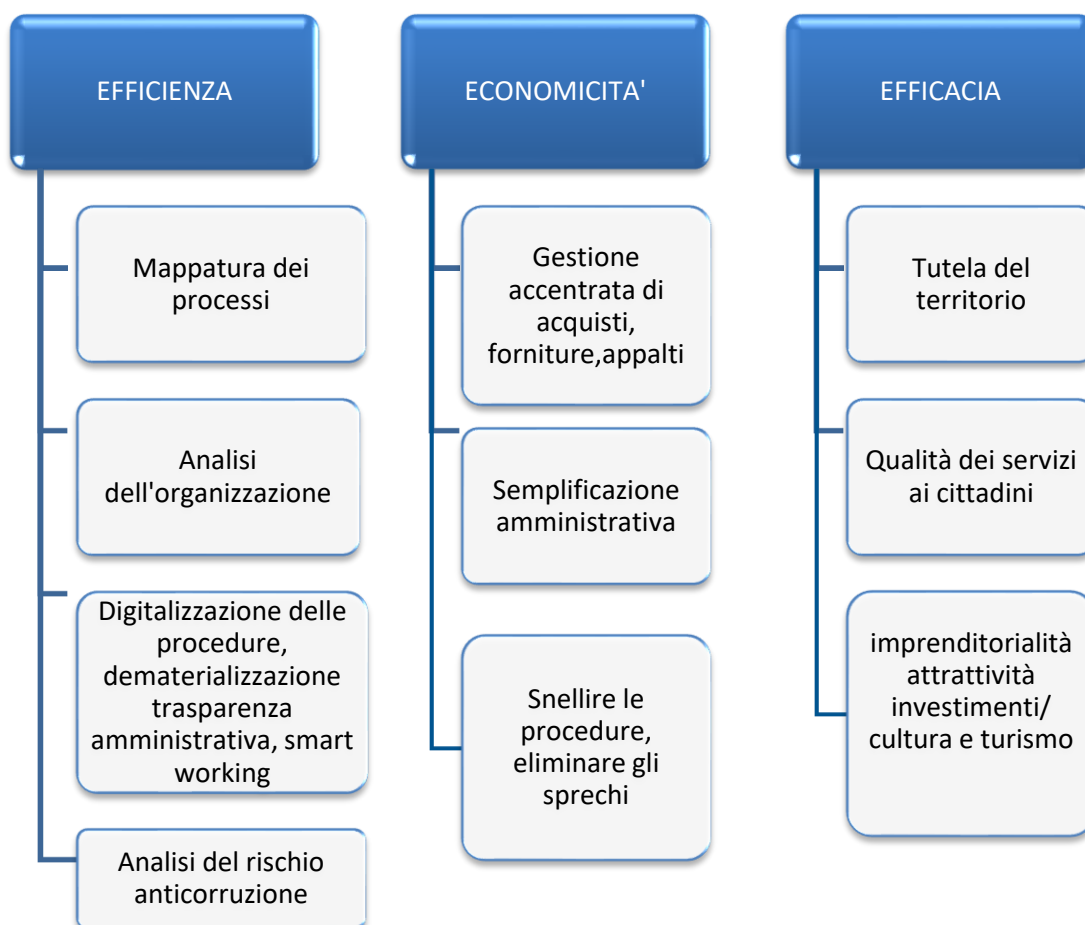 EFFICIENZA
Mappatura dei
processi
Analisi
dell'organizzazione
Digitalizzazione delle
procedure,
dematerializzazione
trasparenza
amministrativa, smart
working
Analisi del rischio
anticorruzione
ECONOMICITA'
Gestione
accentrata di
acquisti,
forniture,appalti
Semplificazione
amministrativa
Snellire le
procedure,
eliminare gli
sprechi
EFFICACIA
Tutela del
territorio
Qualità dei servizi
ai cittadini
imprenditorialità
attrattività
investimenti/
cultura e turismo